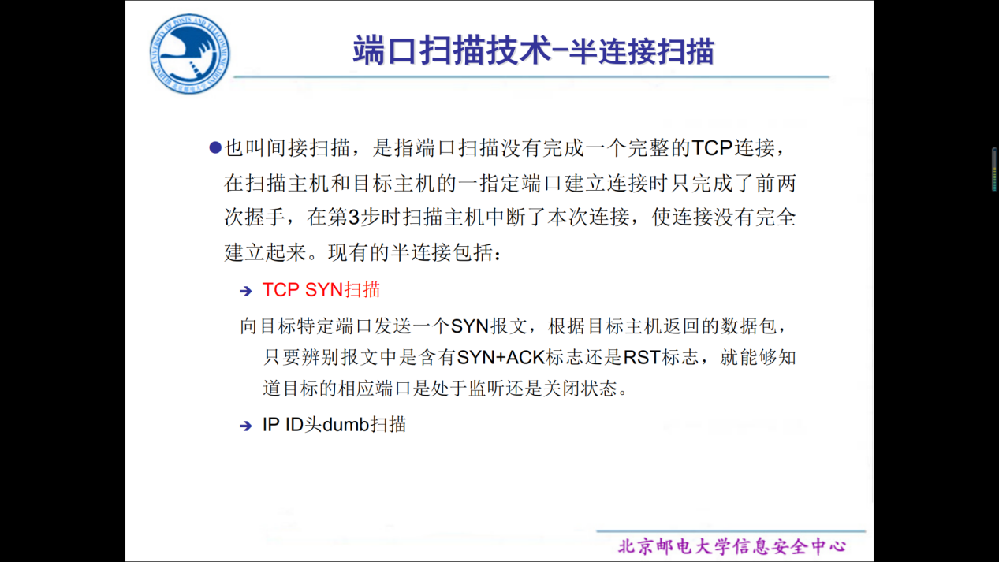 端口扫描技术-半连接扫描
●也叫间接扫描，是指端口扫描没有完成一个完整的TCP连接，
在扫描主机和目标主机的一指定端口建立连接时只完成了前两
次握手，在第3步时扫描主机中断了本次连接，使连接没有完全
建立起来。现有的半连接包括：
➔ TCP SYN扫描
向目标特定端口发送一个SYN报文，根据目标主机返回的数据包，
只要辨别报文中是含有SYN+ACK标志还是RST标志，就能够知
道目标的相应端口是处于监听还是关闭状态。
➔ IP ID头dumb扫描
北京邮电大学信息安全中心